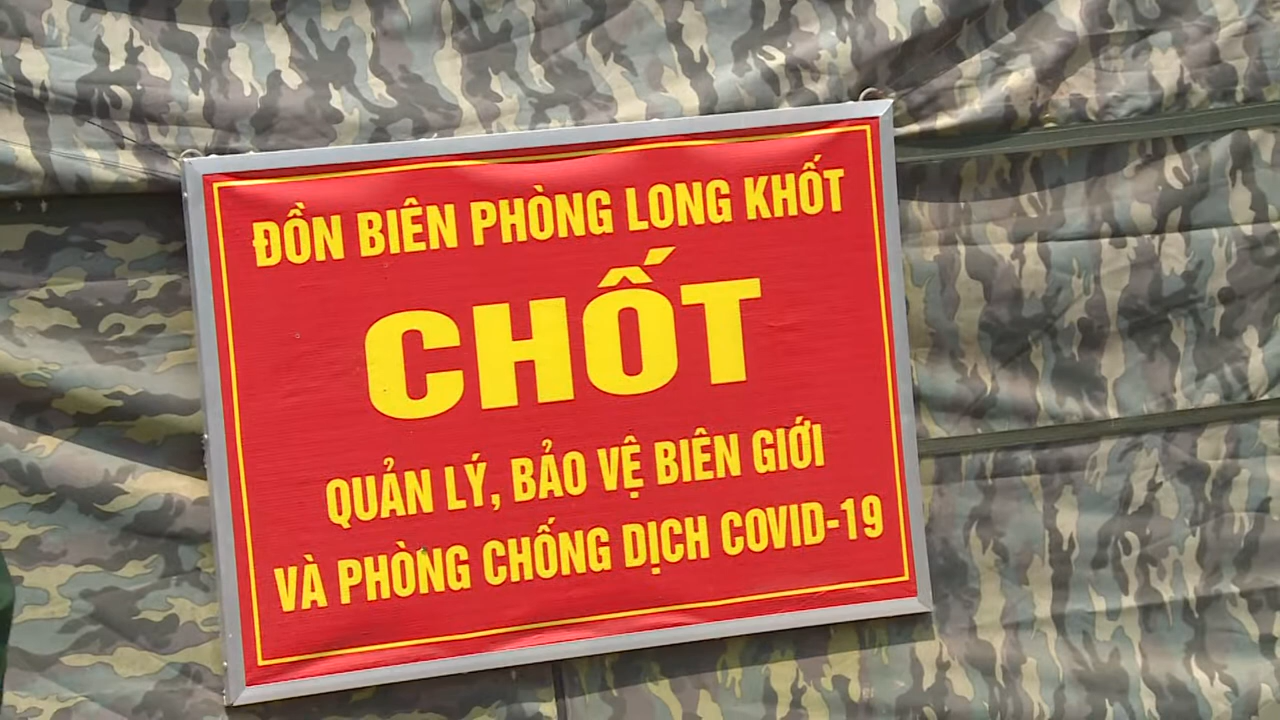 ĐỒN BIÊN PHÒNG LONG KHỐT
CHỐT
QUẢN LÝ, BẢO VỆ BIÊN GIỚI
VÀ PHÒNG CHỐNG DỊCH COVID-19